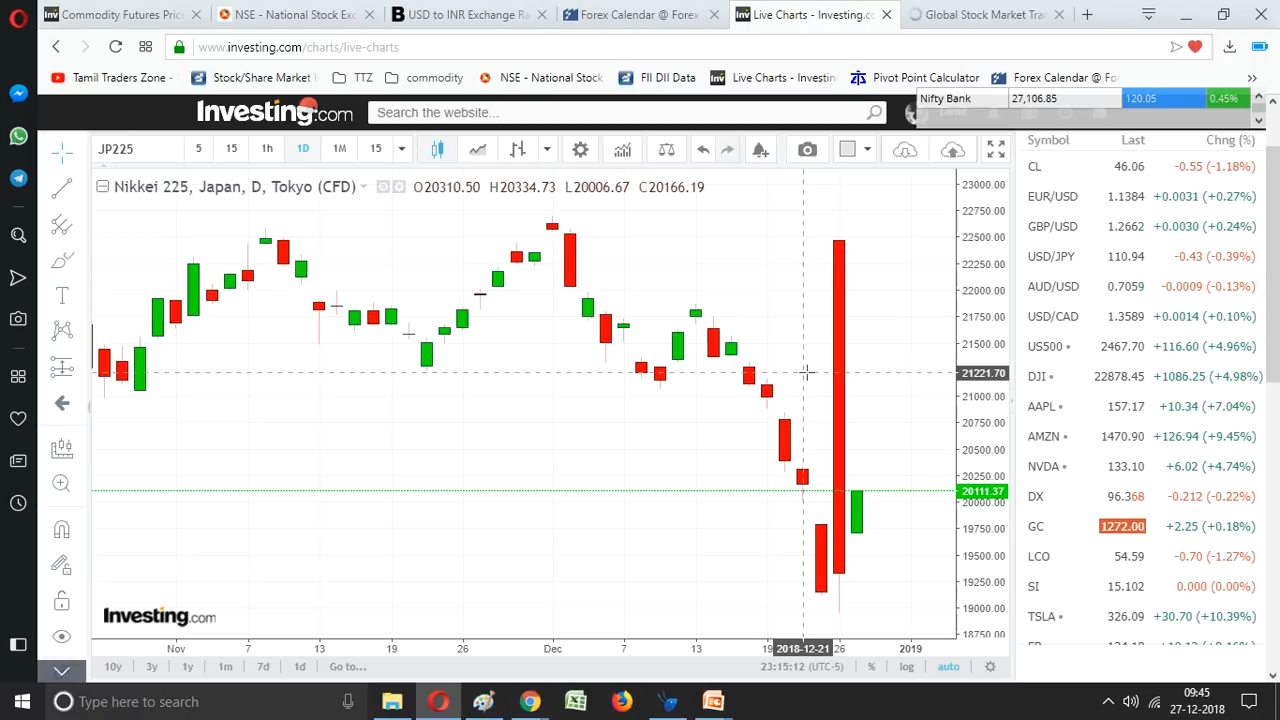 Commodity Futures Price
NSE - National Stock Exc
USD to INR Exchange Ra
Forex Calendar @ Fore
Live Charts - Investing.co
Global Stock Market Tra
www.investing.com/charts/live-charts
Tamil Traders Zone -
Stock/Share Market
TTZ
commodity
NSE - National Stock
FII DII Data
Live Charts - Investin
Pivot Point Calculator
Forex Calendar @ Fo
Nifty Bank 27,106.85 120.05 0.45%
Investing.com
Search the website...
JP225 5 15 1h 1D 1M 15
Nikkei 225, Japan, D, Tokyo (CFD) O20310.50 H20334.73 L20006.67 C20166.19
23000.00
22750.00
22500.00
22250.00
22000.00
21750.00
21500.00
21221.70
21000.00
20750.00
20500.00
20250.00
20111.37
20000.00
19750.00
19500.00
19250.00
19000.00
18750.00
Investing.com
Nov 7 13 19 26 Dec 7 13 19 2018-12-21 26 2019
10y 3y 1y 1m 7d 1d Go to... 23:15:12 (UTC-5) % log auto
Symbol Last Chng (%)
CL 46.06 -0.55 (-1.18%)
EUR/USD 1.1384 +0.0031 (+0.27%)
GBP/USD 1.2662 +0.0030 (+0.24%)
USD/JPY 110.94 -0.43 (-0.39%)
AUD/USD 0.7059 -0.0009 (-0.13%)
USD/CAD 1.3589 +0.0014 (+0.10%)
US500 2467.70 +116.60 (+4.96%)
DJI 22878.45 +1086.25 (+4.98%)
AAPL 157.17 +10.34 (+7.04%)
AMZN 1470.90 +126.94 (+9.45%)
NVDA 133.10 +6.02 (+4.74%)
DX 96.368 -0.212 (-0.22%)
GC 1272.00 +2.25 (+0.18%)
LCO 54.59 -0.70 (-1.27%)
SI 15.102 0.000 (0.00%)
TSLA 326.09 +30.70 (+10.39%)
Type here to search
09:45
27-12-2018